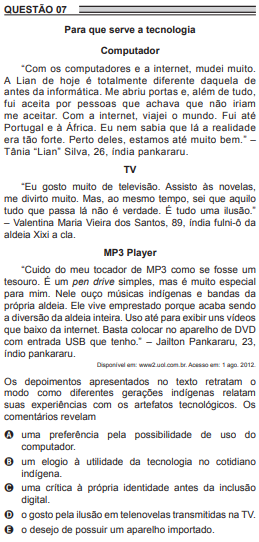 QUESTÃO 07
Para que serve a tecnologia
Computador
“Com os computadores e a internet, mudei muito.
A Lian de hoje é totalmente diferente daquela de
antes da informática. Me abriu portas e, além de tudo,
fui aceita por pessoas que achava que não iriam
me aceitar. Com a internet, viajei o mundo. Fui até
Portugal e à África. Eu nem sabia que lá a realidade
era tão forte. Perto deles, estamos até muito bem.” –
Tânia “Lian” Silva, 26, índia pankararu.
TV
“Eu gosto muito de televisão. Assisto às novelas,
me divirto muito. Mas, ao mesmo tempo, sei que aquilo
tudo que passa lá não é verdade. É tudo uma ilusão.”
– Valentina Maria Vieira dos Santos, 89, índia fulni-ô da
aldeia Xixi a cla.
MP3 Player
“Cuido do meu tocador de MP3 como se fosse um
tesouro. É um pen drive simples, mas é muito especial
para mim. Nele ouço músicas indígenas e bandas da
própria aldeia. Ele vive emprestado porque acaba sendo
a diversão da aldeia inteira. Uso até para exibir uns vídeos
que baixo da internet. Basta colocar no aparelho de DVD
com entrada USB que tenho.” – Jailton Pankararu, 23,
índio pankararu.
Disponível em: www2.uol.com.br. Acesso em: 1 ago. 2012.
Os depoimentos apresentados no texto retratam o
modo como diferentes gerações indígenas relatam
suas experiências com os artefatos tecnológicos. Os
comentários revelam
A uma preferência pela possibilidade de uso do
computador.
B um elogio à utilidade da tecnologia no cotidiano
indígena.
C uma crítica à própria identidade antes da inclusão
digital.
D o gosto pela ilusão em telenovelas transmitidas na TV.
E o desejo de possuir um aparelho importado.